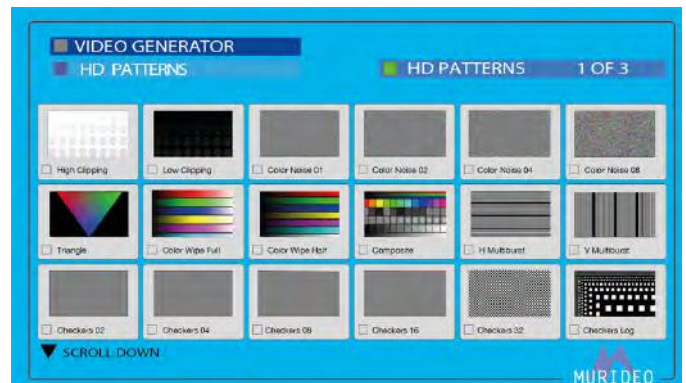 VIDEO GENERATOR
HD PATTERNS
HD PATTERNS 1 OF 3
High Clipping Low Clipping Color Noise 01 Color Noise 02 Color Noise 04 Color Noise 08
Triangle Color Wipe Full Color Wipe Half Composite H Multiburst V Multiburst
Checkers 02 Checkers 04 Checkers 08 Checkers 16 Checkers 32 Checkers Log
SCROLL DOWN
MURIDEO